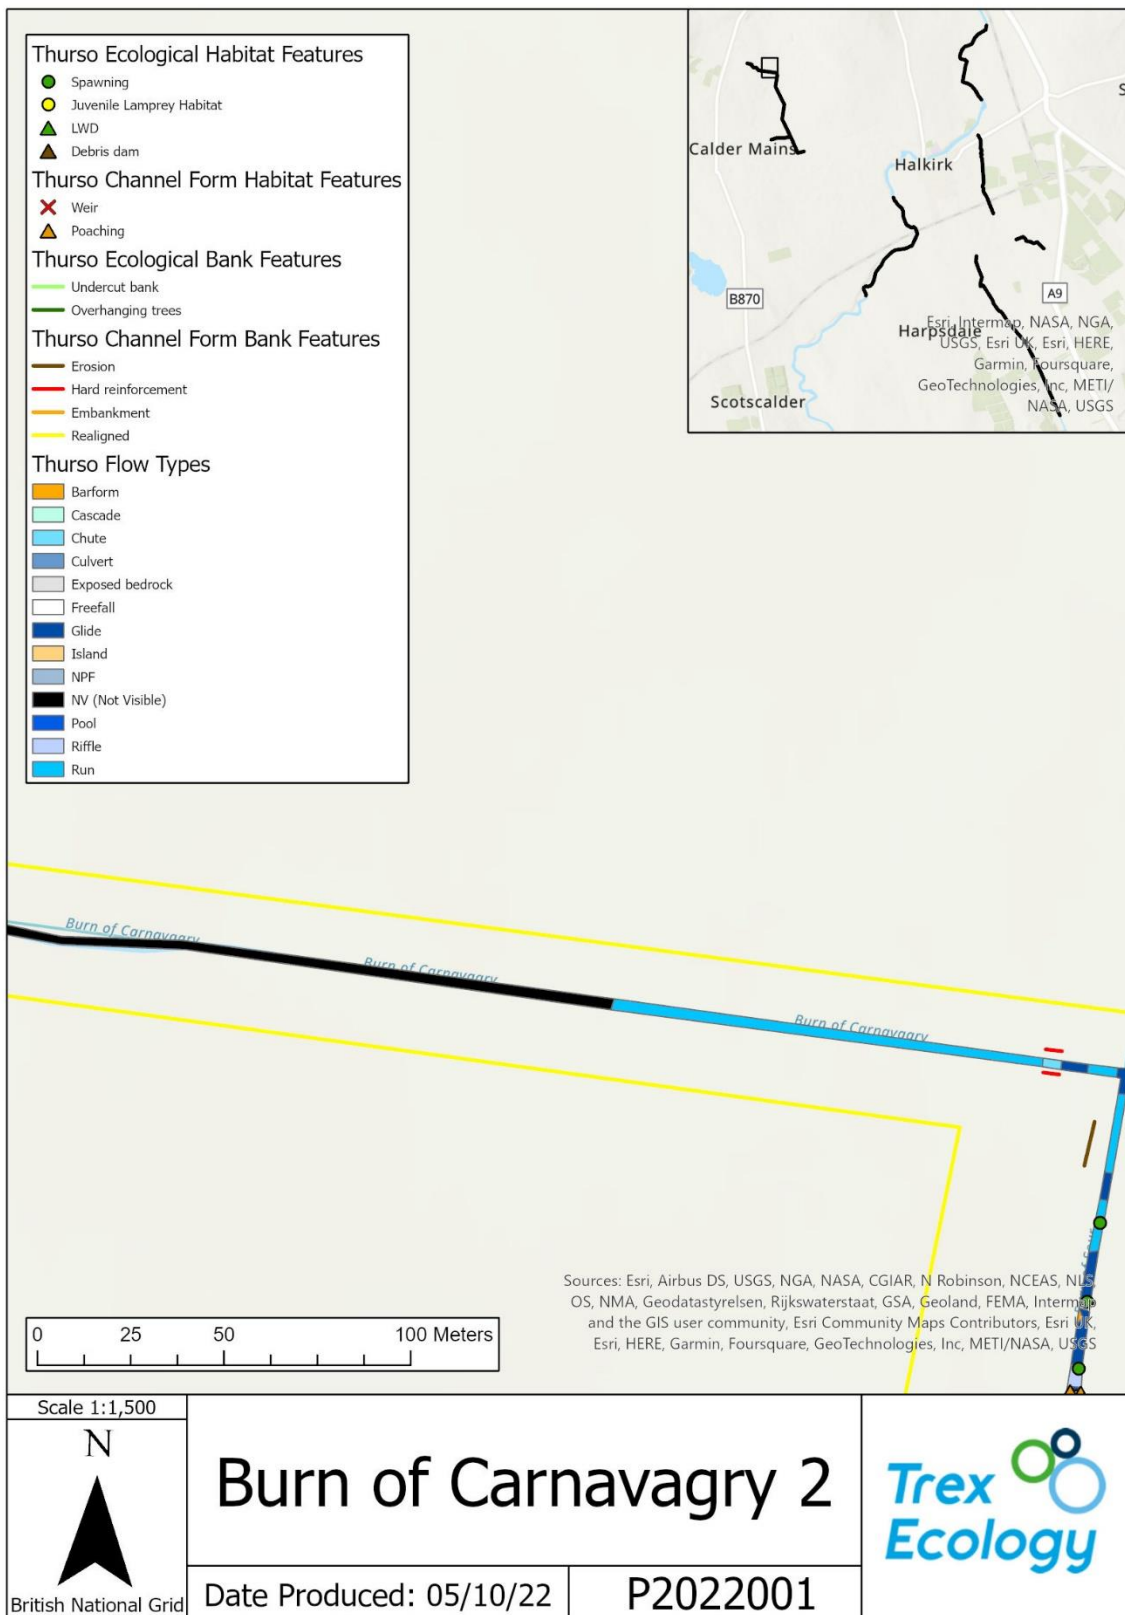 Thurso Ecological Habitat Features
Spawning
Juvenile Lamprey Habitat
LWD
Debris dam
Thurso Channel Form Habitat Features
Weir
Poaching
Thurso Ecological Bank Features
Undercut bank
Overhanging trees
Thurso Channel Form Bank Features
Erosion
Hard reinforcement
Embankment
Realigned
Thurso Flow Types
Barform
Cascade
Chute
Culvert
Exposed bedrock
Freefall
Glide
Island
NPF
NV (Not Visible)
Pool
Riffle
Run
S
Calder Mains
Halkirk
B870
A9
Harpsdale
Scotscalder
Esri, Intermap, NASA, NGA,
USGS, Esri UK, Esri, HERE,
Garmin, Foursquare,
GeoTechnologies, Inc, METI/
NASA, USGS
Burn of Carnavagry
Burn of Carnavagry
Burn of Carnavagry
Sources: Esri, Airbus DS, USGS, NGA, NASA, CGIAR, N Robinson, NCEAS, NLS,
OS, NMA, Geodatastyrelsen, Rijkswaterstaat, GSA, Geoland, FEMA, Intermap
and the GIS user community, Esri Community Maps Contributors, Esri UK,
Esri, HERE, Garmin, Foursquare, GeoTechnologies, Inc, METI/NASA, USGS
0 25 50 100 Meters
Scale 1:1,500
N
British National Grid
Burn of Carnavagry 2
Date Produced: 05/10/22
P2022001
Trex
Ecology